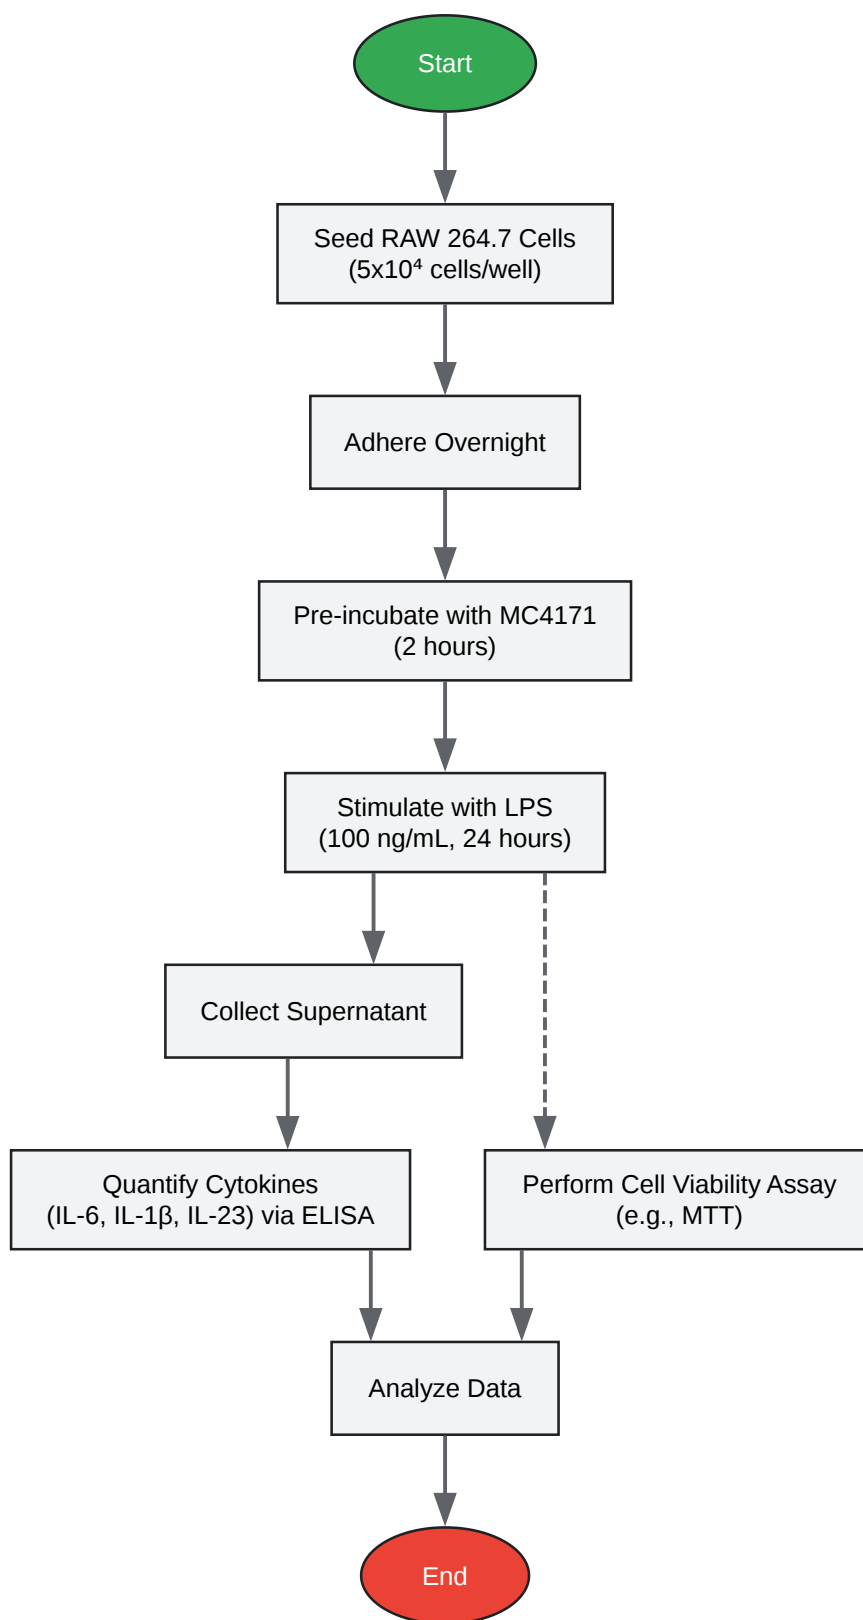 Start
Seed RAW 264.7 Cells
(5x10⁴ cells/well)
Adhere Overnight
Pre-incubate with MC4171
(2 hours)
Stimulate with LPS
(100 ng/mL, 24 hours)
Collect Supernatant
Quantify Cytokines
(IL-6, IL-1β, IL-23) via ELISA
Perform Cell Viability Assay
(e.g., MTT)
Analyze Data
End